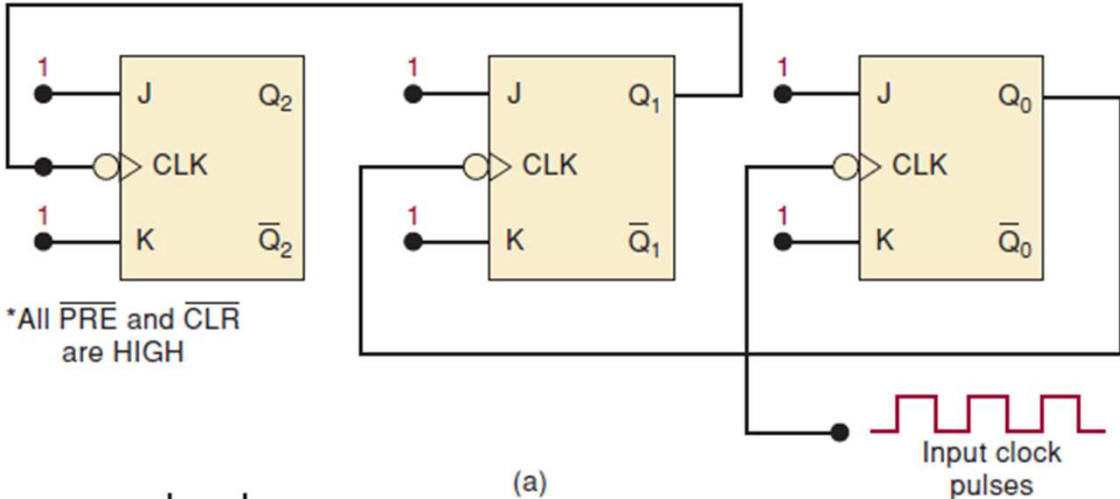 1 1 1
J Q₂ J Q₁ J Q₀
CLK CLK CLK
1 1 1
K Q̅₂ K Q̅₁ K Q̅₀
*All P̅R̅E̅ and C̅L̅R̅
are HIGH
Input clock
pulses
(a)